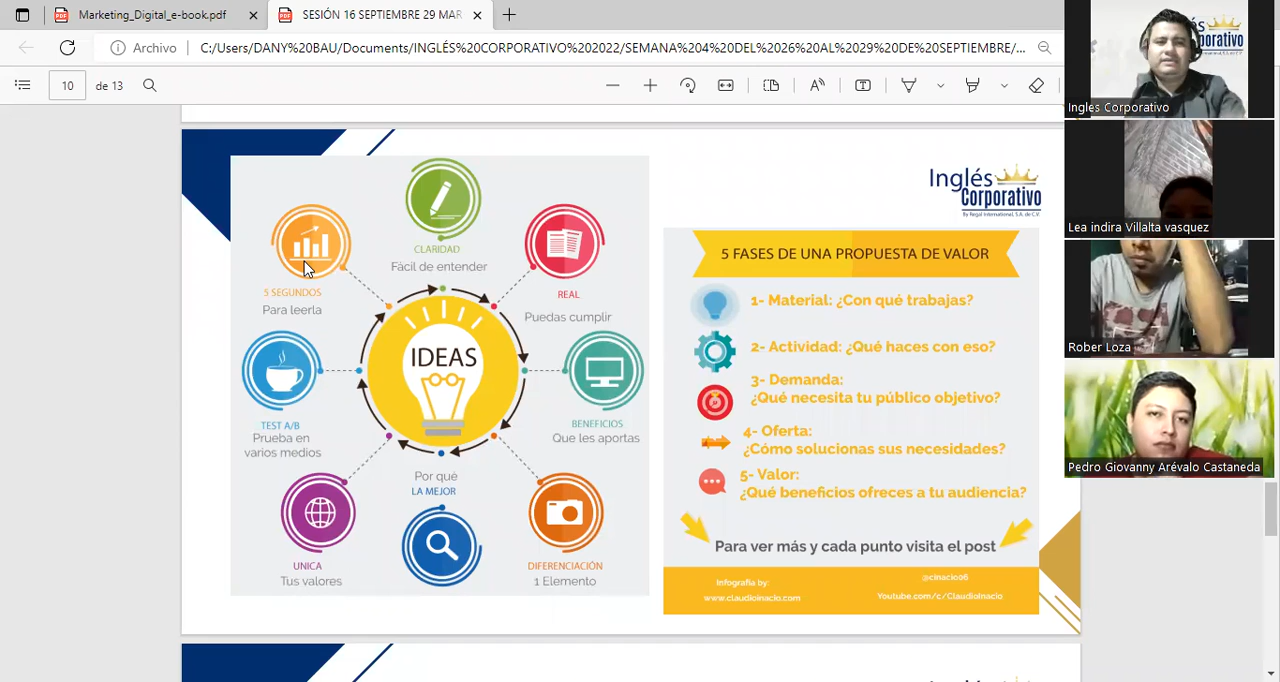 Marketing_Digital_e-book.pdf
SESIÓN 16 SEPTIEMBRE 29 MAR
Archivo
C:/Users/DANY%20BAU/Documents/INGLÉS%20CORPORATIVO%202022/SEMANA%204%20DEL%2026%20AL%2029%20DE%20SEPTIEMBRE/...
10
de 13
CLARIDAD
Fácil de entender
5 SEGUNDOS
Para leerla
REAL
Puedas cumplir
IDEAS
TEST A/B
Prueba en
varios medios
BENEFICIOS
Que les aportas
Por qué
LA MEJOR
UNICA
Tus valores
DIFERENCIACIÓN
1 Elemento
Inglés
Corporativo
By Regal International, S.A. de C.V.
5 FASES DE UNA PROPUESTA DE VALOR
1- Material: ¿Con qué trabajas?
2- Actividad: ¿Qué haces con eso?
3- Demanda:
¿Qué necesita tu público objetivo?
4- Oferta:
¿Cómo solucionas sus necesidades?
5- Valor:
¿Qué beneficios ofreces a tu audiencia?
Para ver más y cada punto visita el post
Infografía by:
www.claudioinacio.com
@cinacio06
Youtube.com/c/ClaudioInacio
Ingles Corporativo
Lea indira Villalta vasquez
Rober Loza
Pedro Giovanny Arévalo Castaneda